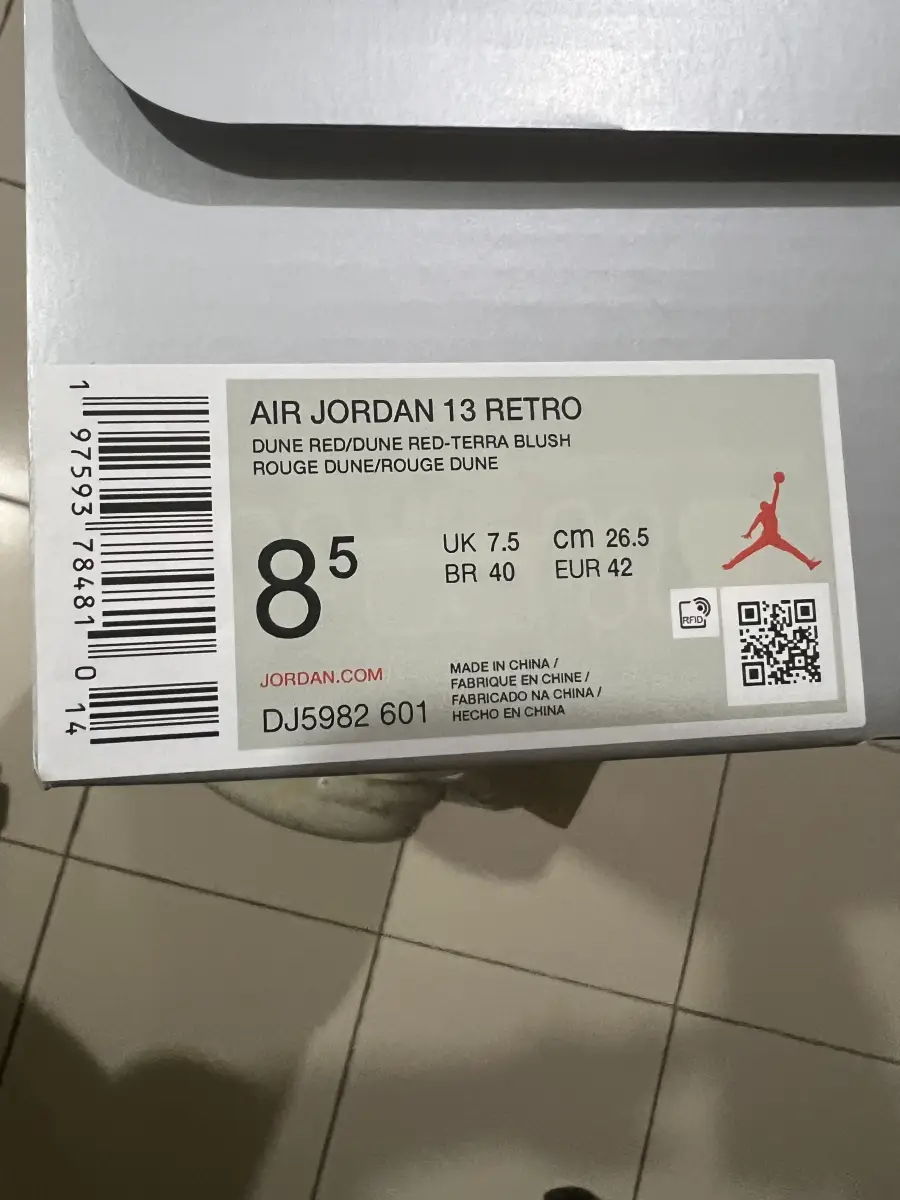 AIR JORDAN 13 RETRO
DUNE RED/DUNE RED-TERRA BLUSH
ROUGE DUNE/ROUGE DUNE
8⁵
UK 7.5 cm 26.5
BR 40 EUR 42
RFID
JORDAN.COM
DJ5982 601
MADE IN CHINA /
FABRIQUE EN CHINE /
FABRICADO NA CHINA /
HECHO EN CHINA
1 97593 78481 0 14